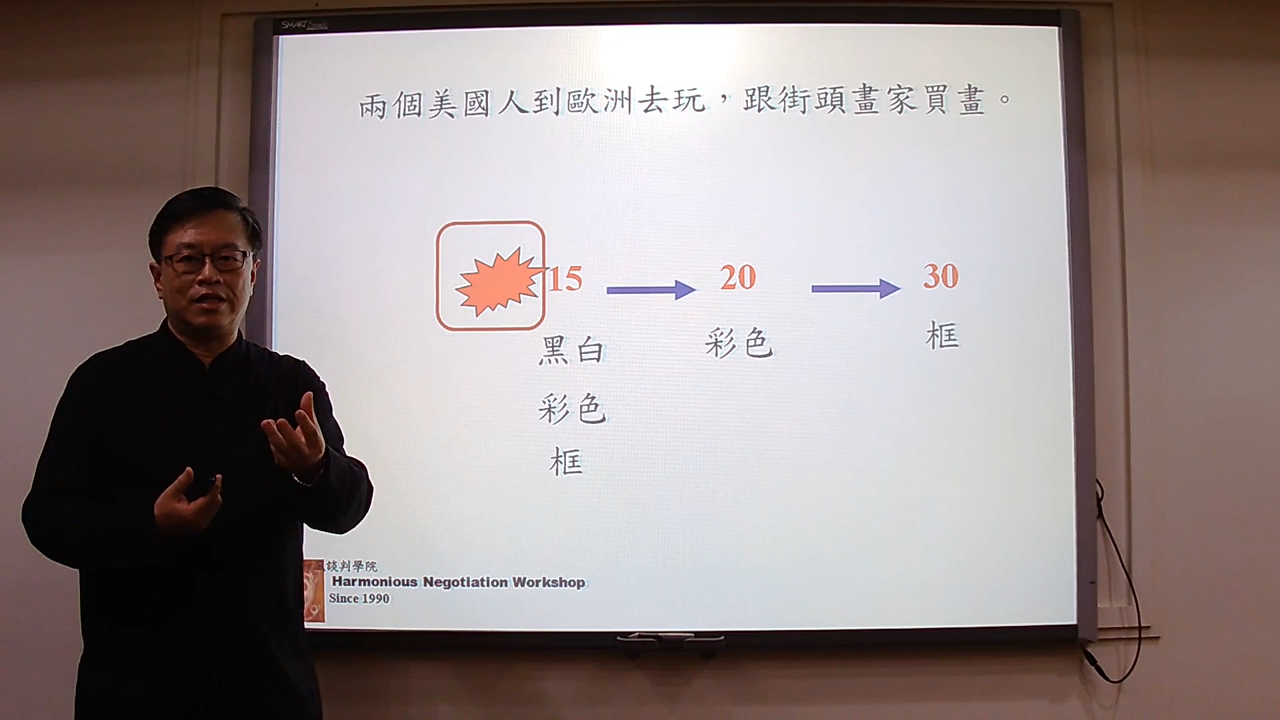 SMART
兩個美國人到歐洲去玩，跟街頭畫家買畫。
15
20
30
黑白
彩色
框
彩色
框
談判學院
Harmonious Negotiation Workshop
Since 1990